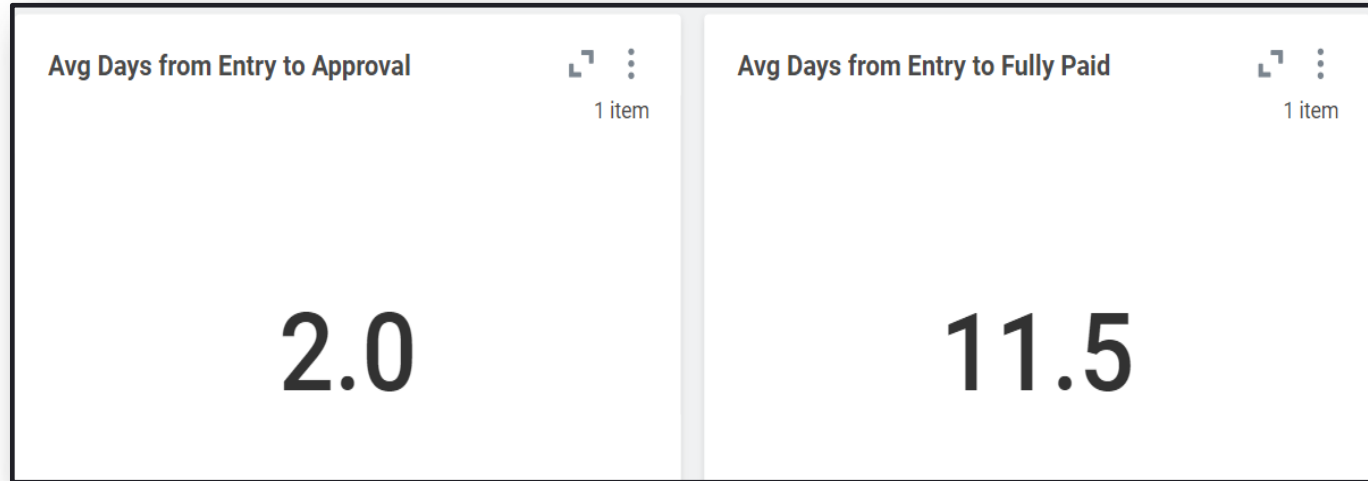 Avg Days from Entry to Approval
1 item
2.0
Avg Days from Entry to Fully Paid
1 item
11.5